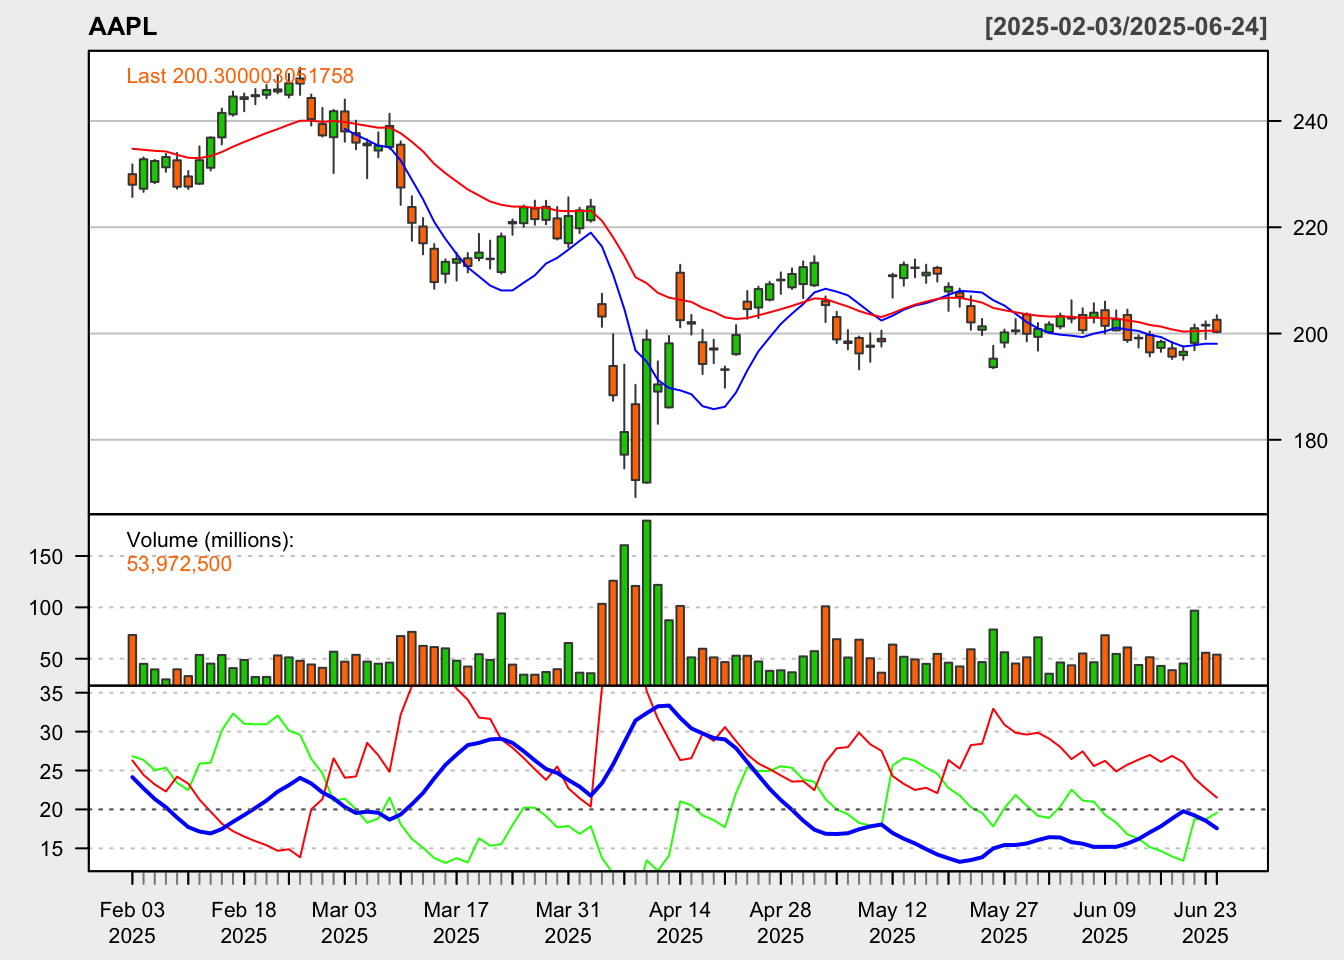 AAPL [2025-02-03/2025-06-24]
Last 200.300003051758
240
220
200
180
Volume (millions):
53,972,500
150
100
50
35
30
25
20
15
Feb 03 Feb 18 Mar 03 Mar 17 Mar 31 Apr 14 Apr 28 May 12 May 27 Jun 09 Jun 23
2025 2025 2025 2025 2025 2025 2025 2025 2025 2025 2025